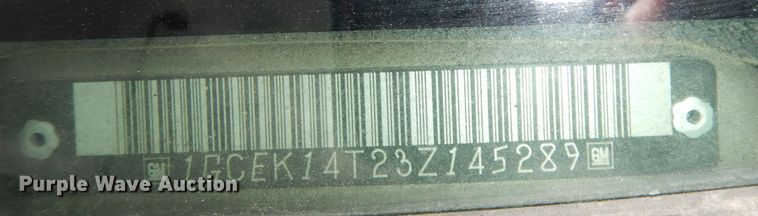 GM 1GCEK14T23Z145289 GM
Purple Wave Auction